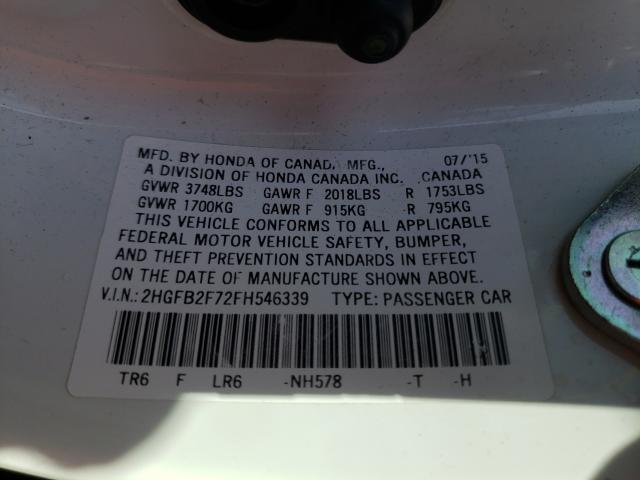 MFD. BY HONDA OF CANADA MFG., 07/'15
A DIVISION OF HONDA CANADA INC. CANADA
GVWR 3748LBS GAWR F 2018LBS R 1753LBS
GVWR 1700KG GAWR F 915KG R 795KG
THIS VEHICLE CONFORMS TO ALL APPLICABLE
FEDERAL MOTOR VEHICLE SAFETY, BUMPER,
AND THEFT PREVENTION STANDARDS IN EFFECT
ON THE DATE OF MANUFACTURE SHOWN ABOVE.
V.I.N.: 2HGFB2F72FH546339 TYPE: PASSENGER CAR
TR6 F LR6 -NH578 -T -H